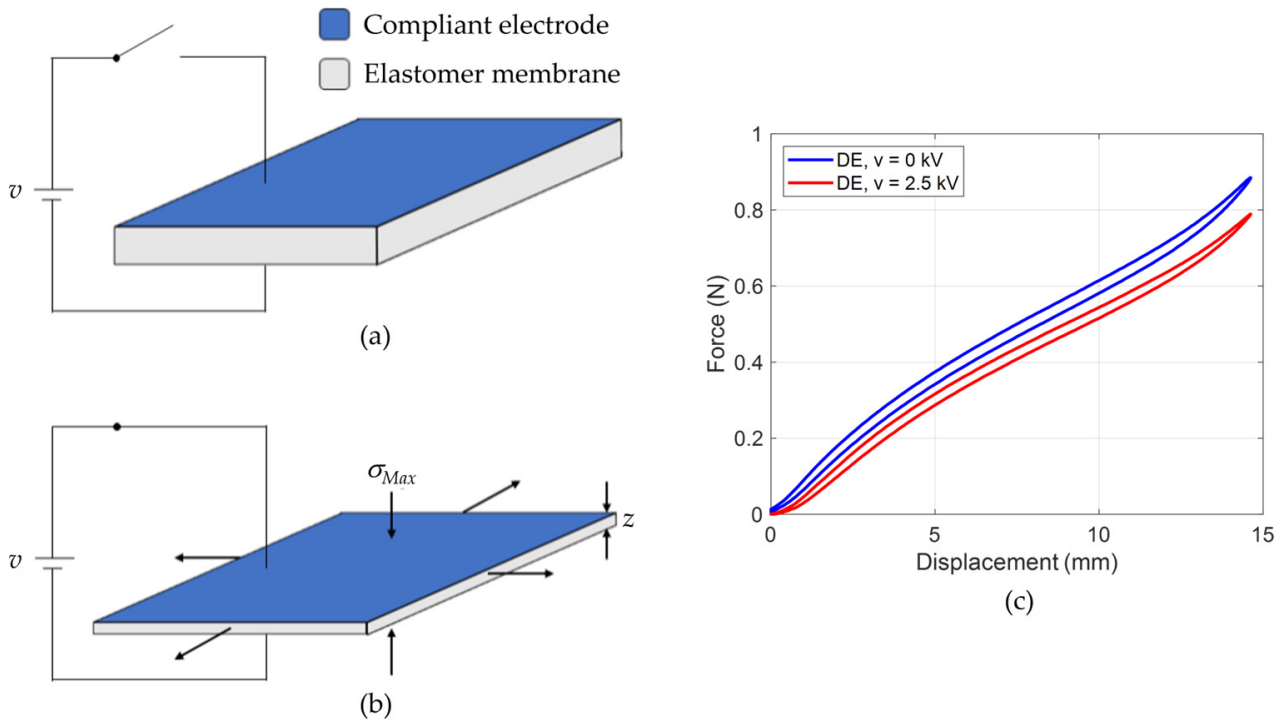 Compliant electrode
Elastomer membrane
v
(a)
σMax
z
v
(b)
1
0.8
0.6
0.4
0.2
0
Force (N)
DE, v = 0 kV
DE, v = 2.5 kV
0 5 10 15
Displacement (mm)
(c)